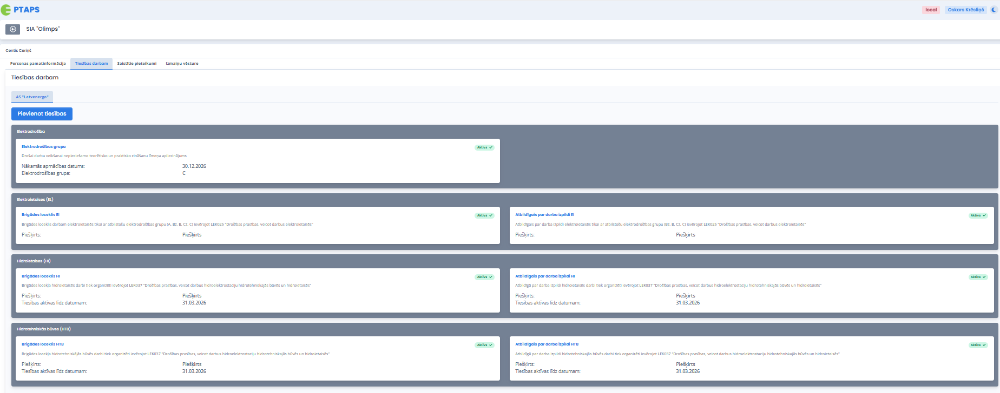 PTAPS
local
Oskars Krēsliņš
SIA "Olimps"
Centis Ceriņš
Personas pamatinformācija
Tiesības darbam
Saistītie pieteikumi
Izmaiņu vēsture
Tiesības darbam
AS "Latvenergo"
Pievienot tiesības
Elektrodrošība
Elektrodrošības grupa
Aktīvs
Drošai darbu veikšanai nepieciešamo teorētisko un praktisko zināšanu līmeņa apliecinājums
Nākamās apmācības datums: 30.12.2026
Elektrodrošības grupa: C
Elektroietaises (EL)
Brigādes loceklis EI
Aktīvs
Brigādes loceklis darbam elektroietaisēs tikai ar atbilstošu elektrodrošības grupu (A, Bz, B, Cz, C) ievērojot LEK025 "Drošības prasības, veicot darbus elektroietaisēs"
Piešķirts: Piešķirts
Atbildīgais par darba izpildi EI
Aktīvs
Atbildīgais par darba izpildi elektroietaisēs tikai ar atbilstošu elektrodrošības grupu (Bz, B, Cz, C) ievērojot LEK025 "Drošības prasības, veicot darbus elektroietaisēs"
Piešķirts: Piešķirts
Hidroietaises (HI)
Brigādes loceklis HI
Aktīvs
Brigādes locekļa hidroietaisēs darbi tiek organizēti ievērojot LEK037 "Drošības prasības, veicot darbus hidroelektrostaciju hidrotehniskajās būvēs un hidroietaisēs"
Piešķirts: Piešķirts
Tiesības aktīvas līdz datumam: 31.03.2026
Atbildīgais par darba izpildi HI
Aktīvs
Atbildīgā par darba izpildi hidroietaisēs darbi tiek organizēti ievērojot LEK037 "Drošības prasības, veicot darbus hidroelektrostaciju hidrotehniskajās būvēs un hidroietaisēs"
Piešķirts: Piešķirts
Tiesības aktīvas līdz datumam: 31.03.2026
Hidrotehniskās būves (HTB)
Brigādes loceklis HTB
Aktīvs
Brigādes locekļa hidrotehniskājās būvēs darbi tiek organizēti ievērojot LEK037 "Drošības prasības, veicot darbus hidroelektrostaciju hidrotehniskajās būvēs un hidroietaisēs"
Piešķirts: Piešķirts
Tiesības aktīvas līdz datumam: 31.03.2026
Atbildīgais par darba izpildi HTB
Aktīvs
Atbildīgā par darba izpildi hidrotehniskajās būvēs darbi tiek organizēti ievērojot LEK037 "Drošības prasības, veicot darbus hidroelektrostaciju hidrotehniskajās būvēs un hidroietaisēs"
Piešķirts: Piešķirts
Tiesības aktīvas līdz datumam: 31.03.2026